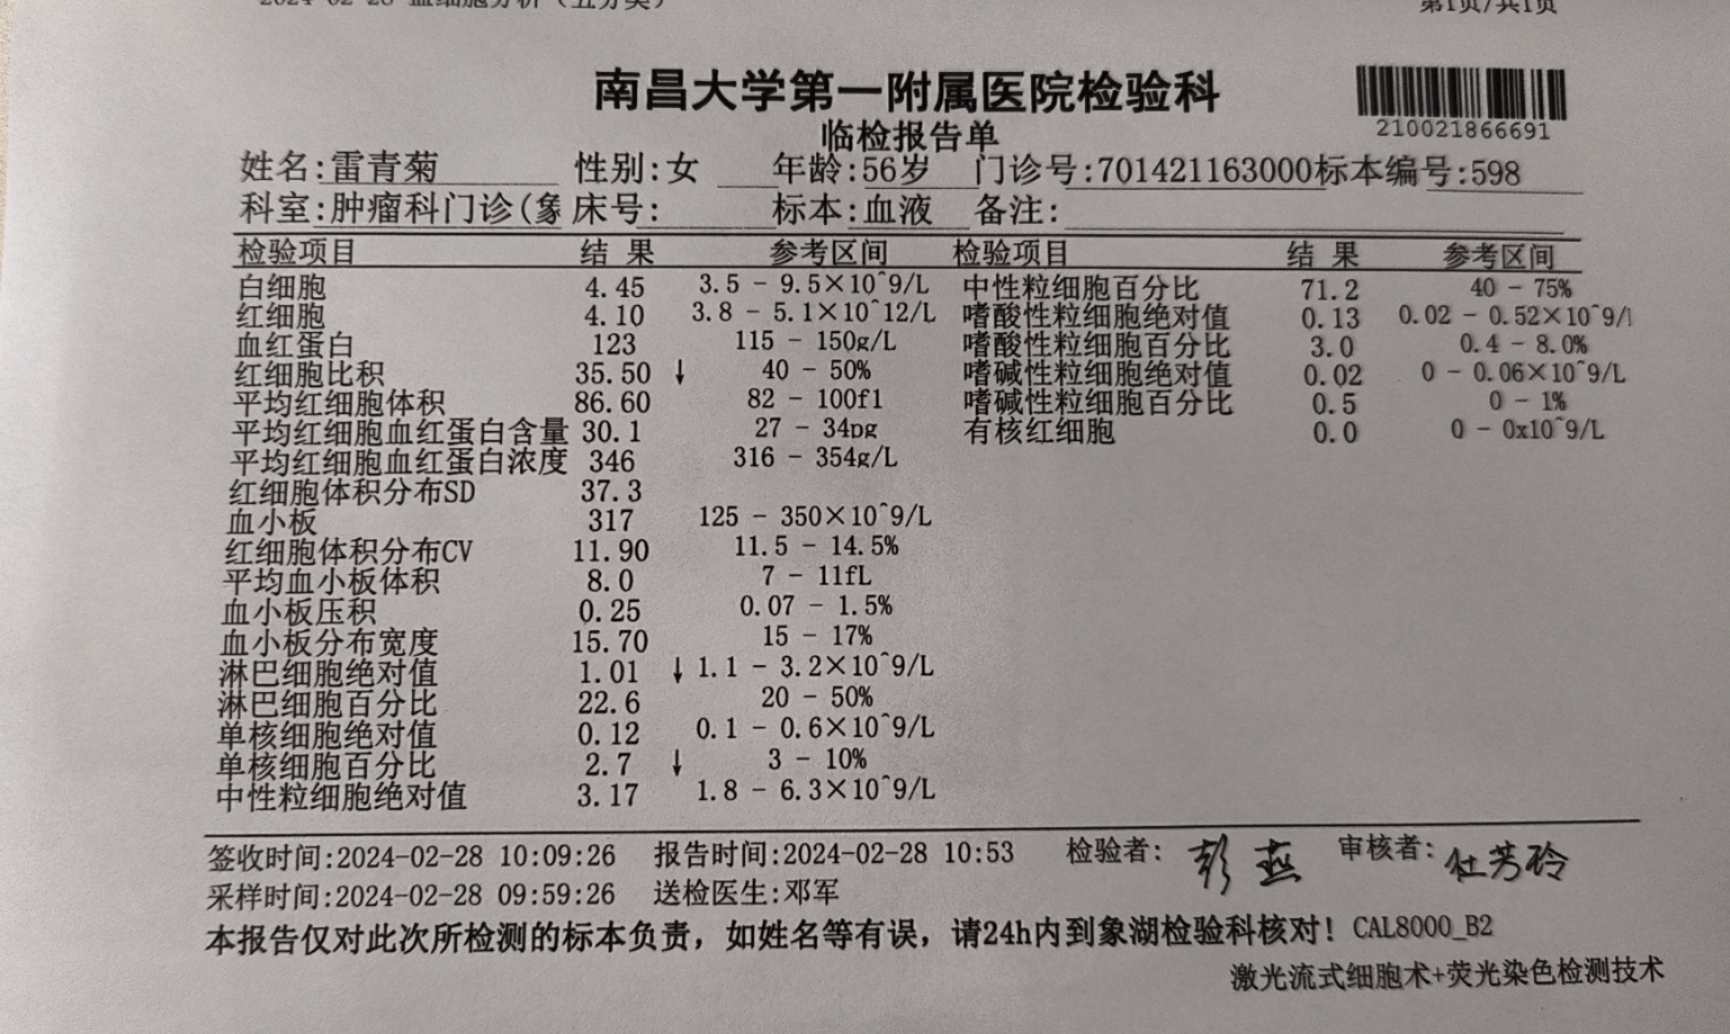 2024-02-28 血细胞分析（五分类） 第1页/共1页
南昌大学第一附属医院检验科
210021866691
临检报告单
姓名:雷青菊 性别:女 年龄:56岁 门诊号:701421163000标本编号:598
科室:肿瘤科门诊(象 床号: 标本:血液 备注:
检验项目 结 果 参考区间 检验项目 结 果 参考区间
白细胞 4.45 3.5 - 9.5×10^9/L 中性粒细胞百分比 71.2 40 - 75%
红细胞 4.10 3.8 - 5.1×10^12/L 嗜酸性粒细胞绝对值 0.13 0.02 - 0.52×10^9/l
血红蛋白 123 115 - 150g/L 嗜酸性粒细胞百分比 3.0 0.4 - 8.0%
红细胞比积 35.50 ↓ 40 - 50% 嗜碱性粒细胞绝对值 0.02 0 - 0.06×10^9/L
平均红细胞体积 86.60 82 - 100fl 嗜碱性粒细胞百分比 0.5 0 - 1%
平均红细胞血红蛋白含量 30.1 27 - 34pg 有核红细胞 0.0 0 - 0x10^9/L
平均红细胞血红蛋白浓度 346 316 - 354g/L
红细胞体积分布SD 37.3
血小板 317 125 - 350×10^9/L
红细胞体积分布CV 11.90 11.5 - 14.5%
平均血小板体积 8.0 7 - 11fL
血小板压积 0.25 0.07 - 1.5%
血小板分布宽度 15.70 15 - 17%
淋巴细胞绝对值 1.01 ↓ 1.1 - 3.2×10^9/L
淋巴细胞百分比 22.6 20 - 50%
单核细胞绝对值 0.12 0.1 - 0.6×10^9/L
单核细胞百分比 2.7 ↓ 3 - 10%
中性粒细胞绝对值 3.17 1.8 - 6.3×10^9/L
签收时间:2024-02-28 10:09:26 报告时间:2024-02-28 10:53 检验者: 彭燕 审核者: 杜芳玲
采样时间:2024-02-28 09:59:26 送检医生:邓军
本报告仅对此次所检测的标本负责，如姓名等有误，请24h内到象湖检验科核对！CAL8000_B2
激光流式细胞术+荧光染色检测技术